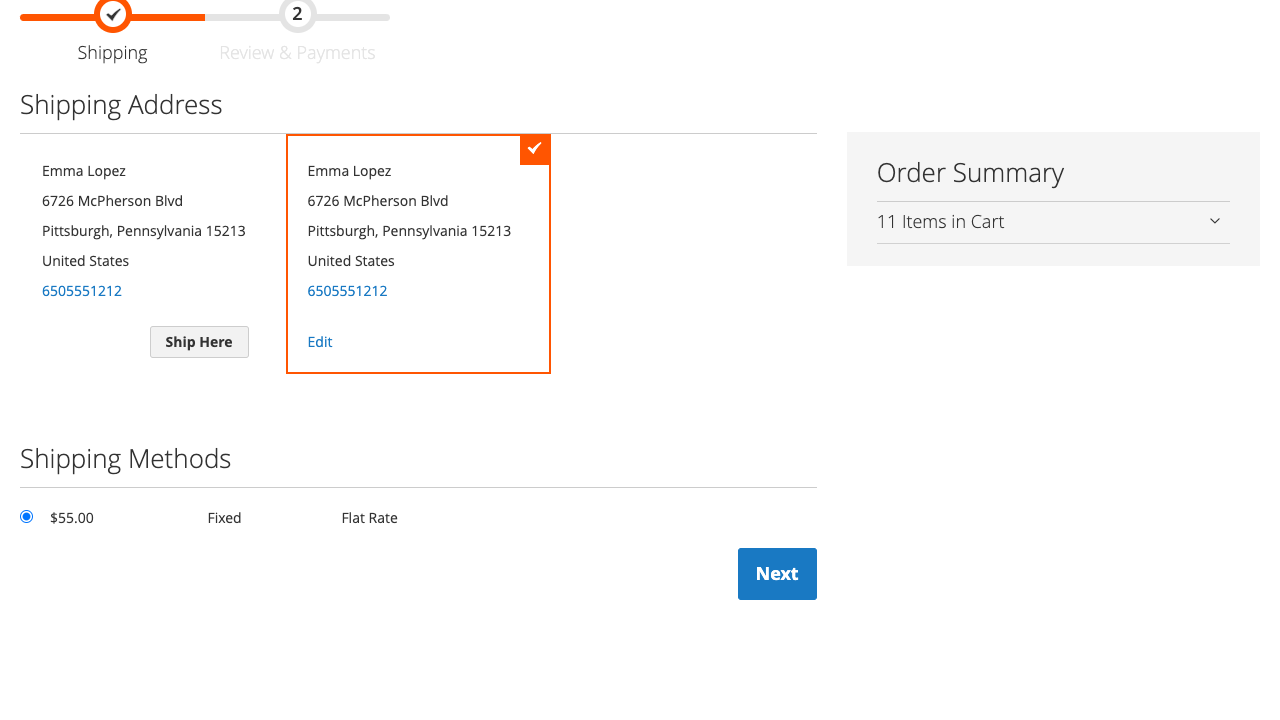 2
Shipping
Review & Payments
Shipping Address
Emma Lopez
6726 McPherson Blvd
Pittsburgh, Pennsylvania 15213
United States
6505551212
Ship Here
Emma Lopez
6726 McPherson Blvd
Pittsburgh, Pennsylvania 15213
United States
6505551212
Edit
Order Summary
11 Items in Cart
Shipping Methods
$55.00 Fixed Flat Rate
Next